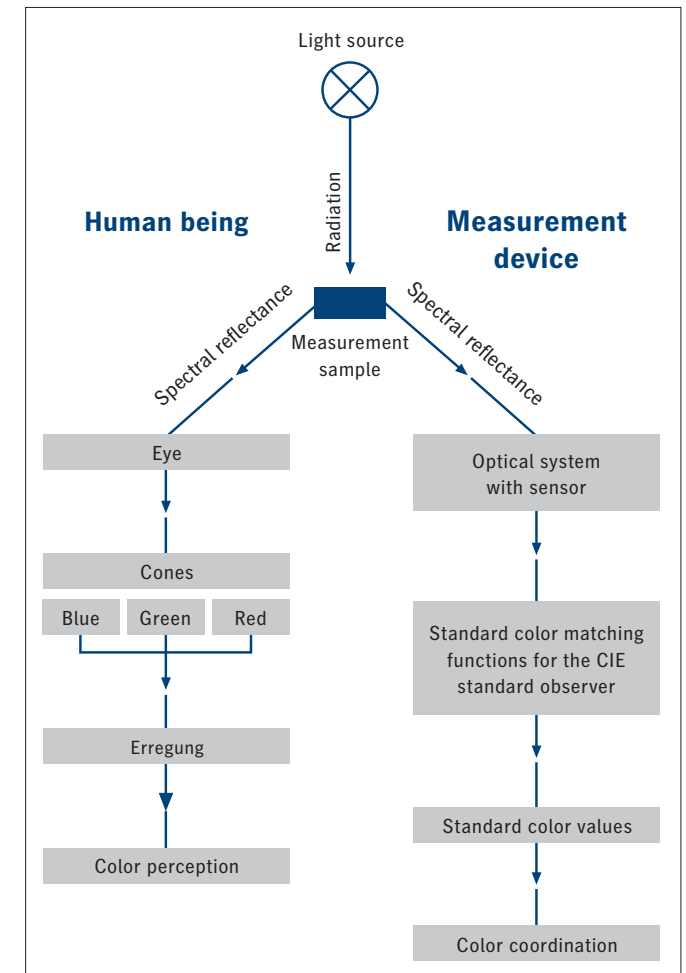 Light source
Radiation
Human being
Measurement
device
Spectral reflectance
Spectral reflectance
Measurement
sample
Eye
Cones
Blue
Green
Red
Erregung
Color perception
Optical system
with sensor
Standard color matching
functions for the CIE
standard observer
Standard color values
Color coordination